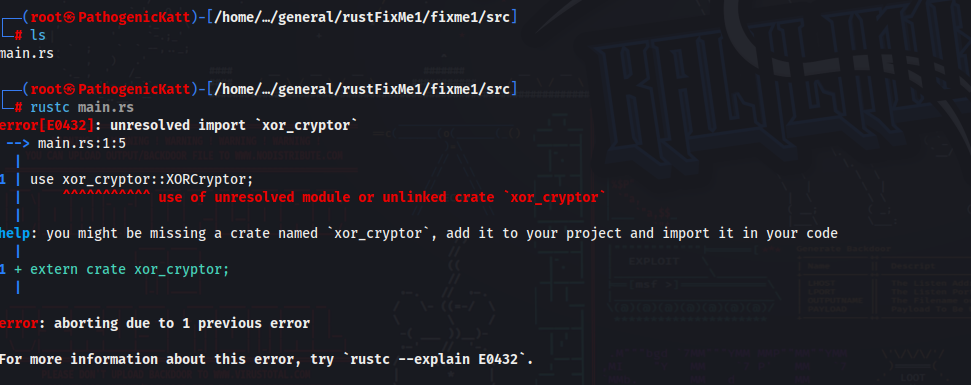 ┌──(root㉿PathogenicKatt)-[/home/…/general/rustFixMe1/fixme1/src]
└─# ls
main.rs
┌──(root㉿PathogenicKatt)-[/home/…/general/rustFixMe1/fixme1/src]
└─# rustc main.rs
error[E0432]: unresolved import `xor_cryptor`
--> main.rs:1:5
|
1 | use xor_cryptor::XORCryptor;
| ^^^^^^^^^^^ use of unresolved module or unlinked crate `xor_cryptor`
|
help: you might be missing a crate named `xor_cryptor`, add it to your project and import it in your code
|
1 + extern crate xor_cryptor;
|
error: aborting due to 1 previous error
For more information about this error, try `rustc --explain E0432`.
EXPLOIT
LOOT